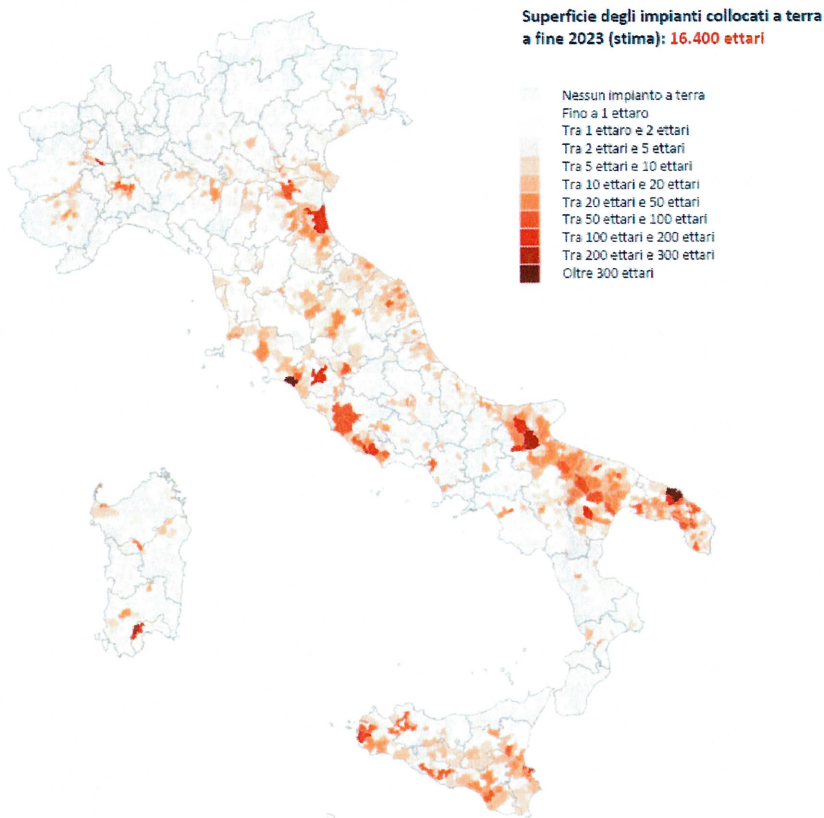 Superficie degli impianti collocati a terra
a fine 2023 (stima): 16.400 ettari
Nessun impianto a terra
Fino a 1 ettaro
Tra 1 ettaro e 2 ettari
Tra 2 ettari e 5 ettari
Tra 5 ettari e 10 ettari
Tra 10 ettari e 20 ettari
Tra 20 ettari e 50 ettari
Tra 50 ettari e 100 ettari
Tra 100 ettari e 200 ettari
Tra 200 ettari e 300 ettari
Oltre 300 ettari